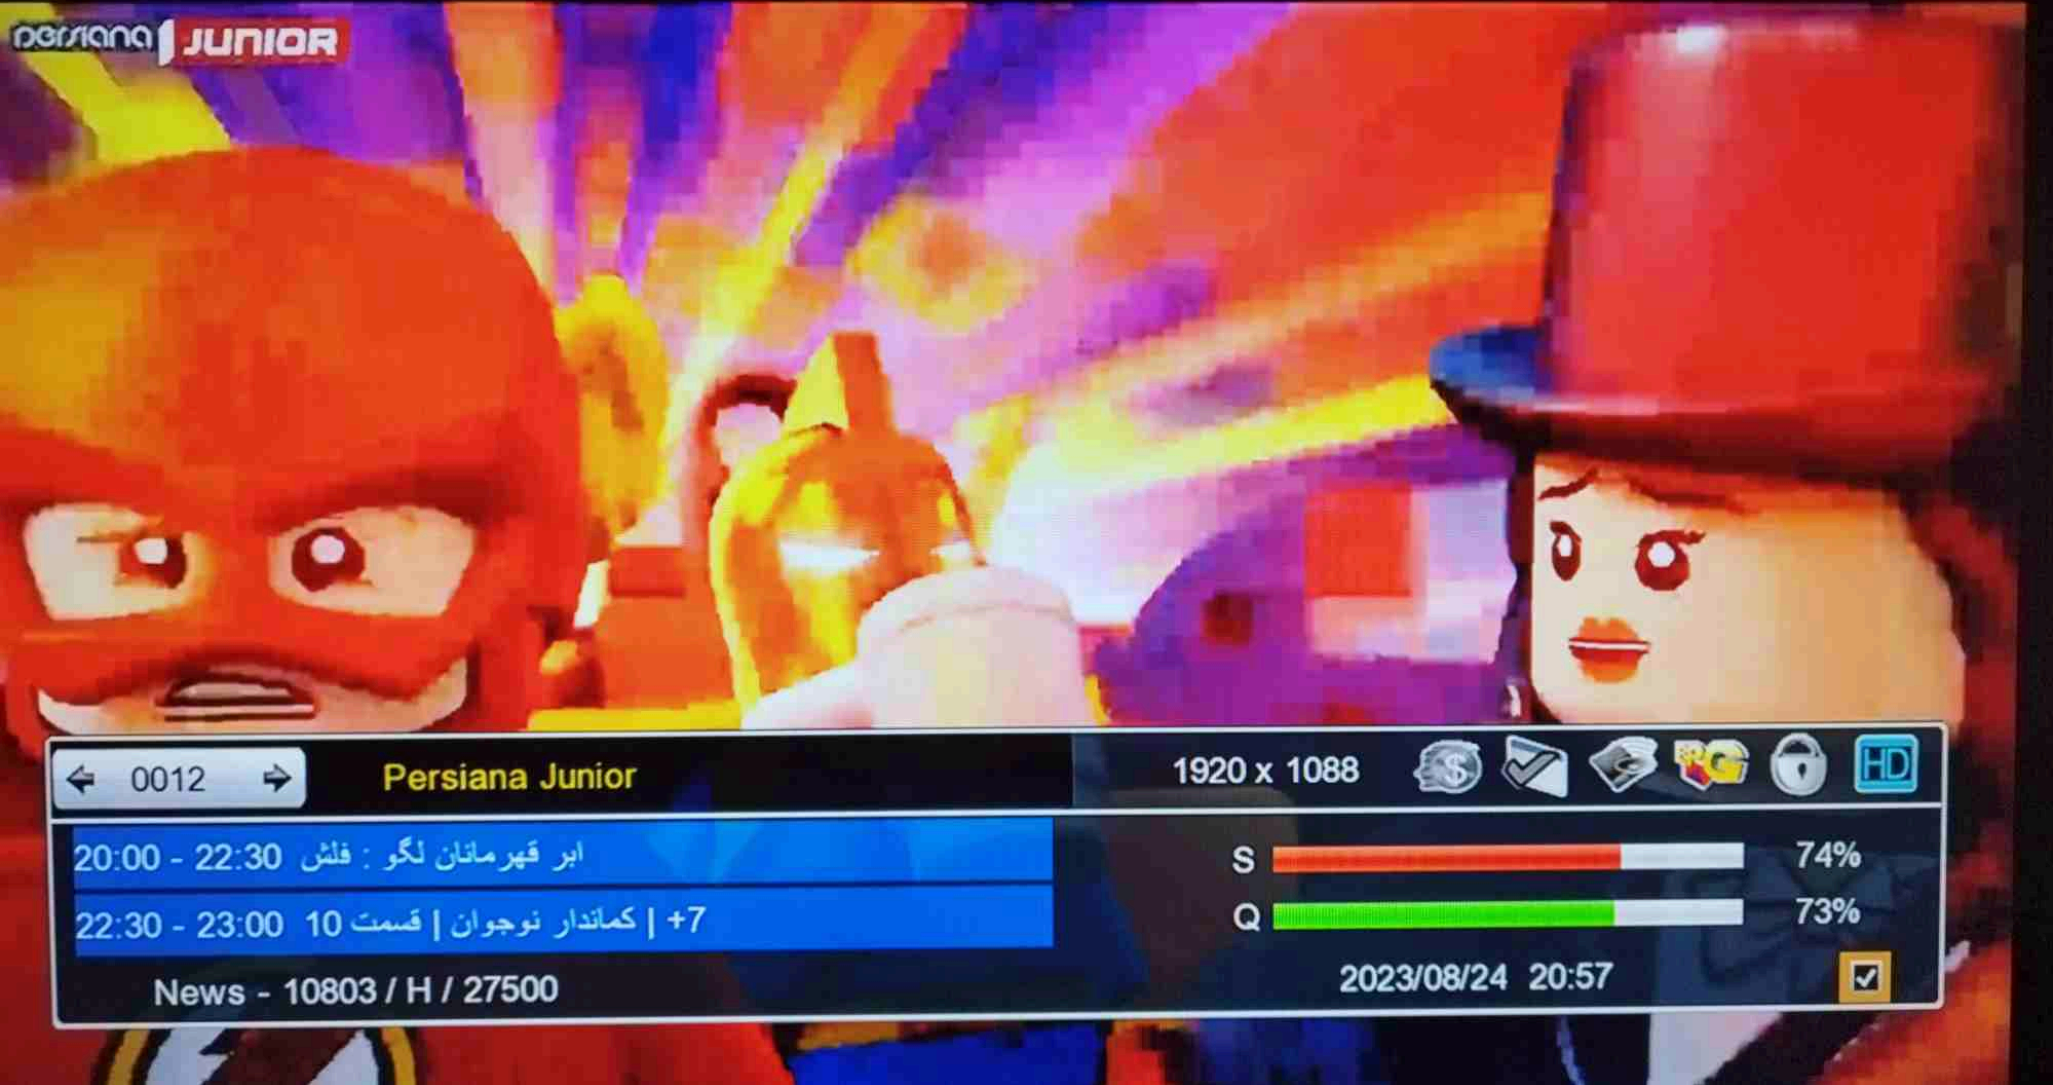 persiana JUNIOR
0012 Persiana Junior 1920 x 1088 $ EPG HD
20:00 - 22:30 ابر قهرمانان لگو : فلش
S 74%
22:30 - 23:00 قسمت 10 | کماندار نوجوان | +7
Q 73%
News - 10803 / H / 27500 2023/08/24 20:57